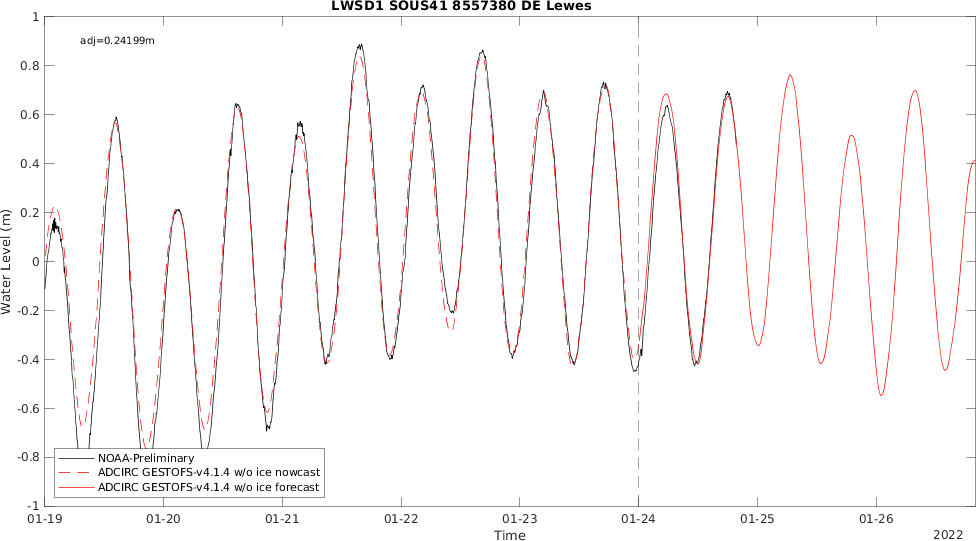 LWSD1 SOUS41 8557380 DE Lewes
adj=0.24199m
1
0.8
0.6
0.4
0.2
0
-0.2
-0.4
-0.6
-0.8
-1
Water Level (m)
NOAA-Preliminary
ADCIRC GESTOFS-v4.1.4 w/o ice nowcast
ADCIRC GESTOFS-v4.1.4 w/o ice forecast
01-19 01-20 01-21 01-22 01-23 01-24 01-25 01-26
Time
2022